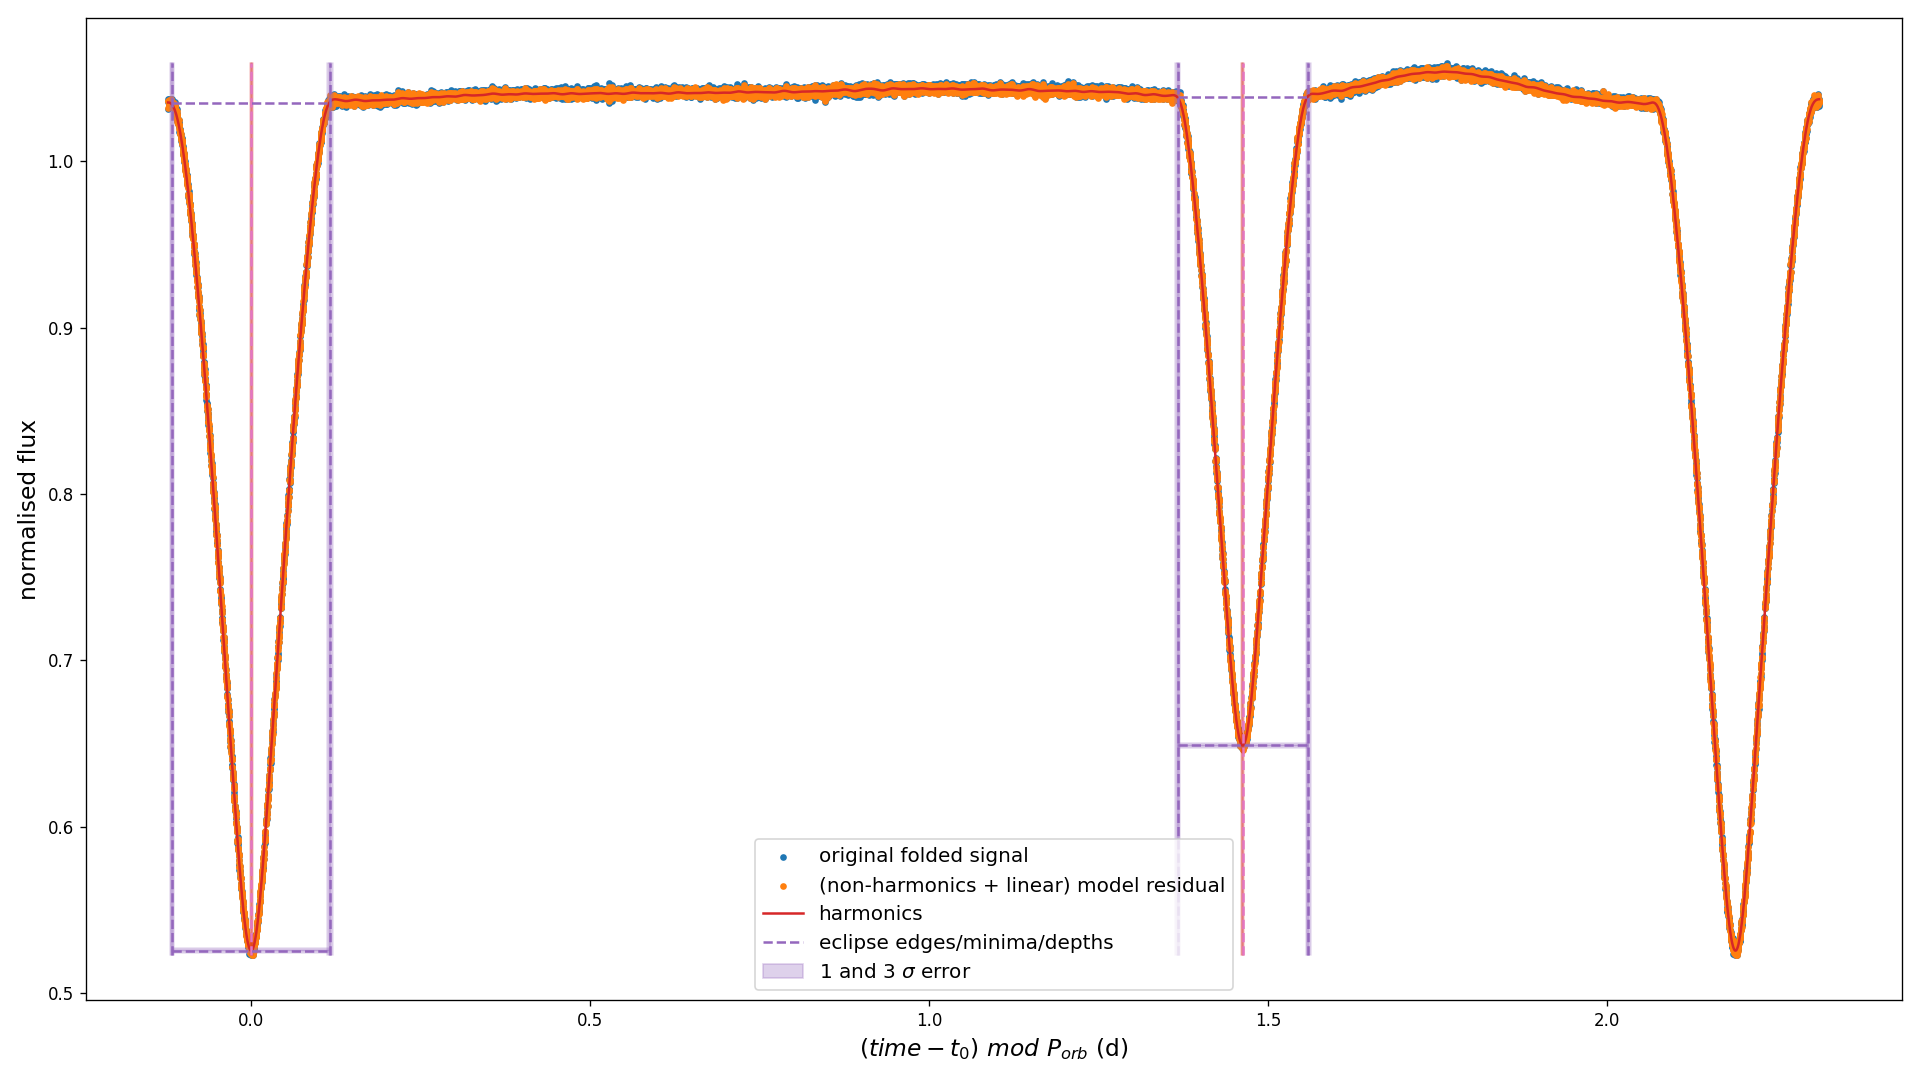 normalised flux
1.0
0.9
0.8
0.7
0.6
0.5
original folded signal
(non-harmonics + linear) model residual
harmonics
eclipse edges/minima/depths
1 and 3 σ error
0.0 0.5 1.0 1.5 2.0
(time − t₀) mod Pₒᵣb (d)